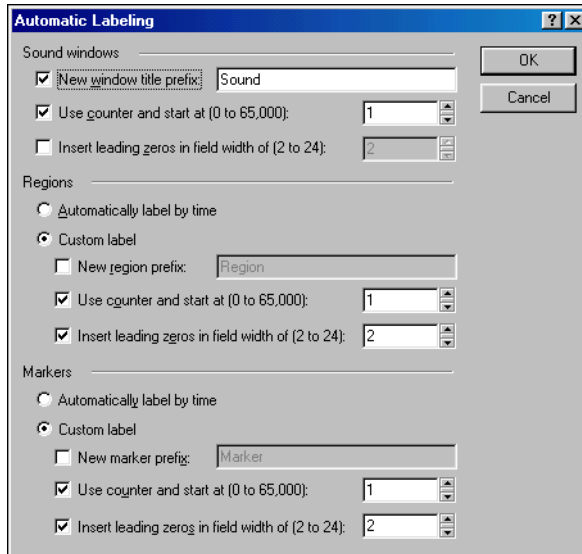 Automatic Labeling
Sound windows
New window title prefix: Sound
OK
Use counter and start at (0 to 65,000): 1
Cancel
Insert leading zeros in field width of (2 to 24): 2
Regions
Automatically label by time
Custom label
New region prefix: Region
Use counter and start at (0 to 65,000): 1
Insert leading zeros in field width of (2 to 24): 2
Markers
Automatically label by time
Custom label
New marker prefix: Marker
Use counter and start at (0 to 65,000): 1
Insert leading zeros in field width of (2 to 24): 2